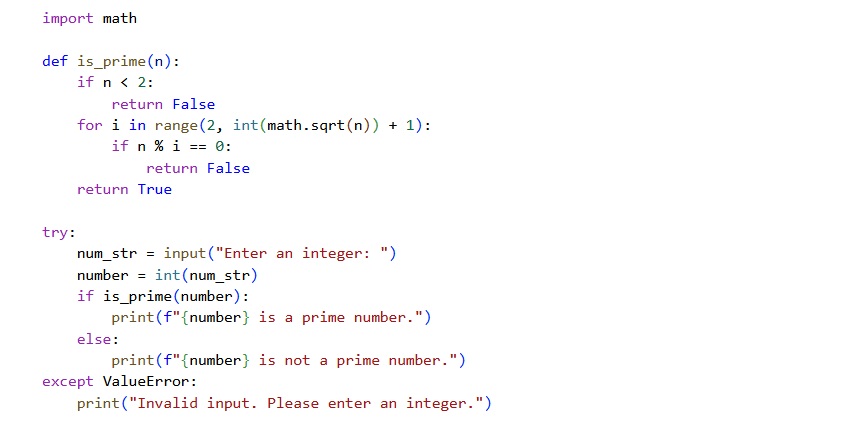 import math

def is_prime(n):
    if n < 2:
        return False
    for i in range(2, int(math.sqrt(n)) + 1):
        if n % i == 0:
            return False
    return True

try:
    num_str = input("Enter an integer: ")
    number = int(num_str)
    if is_prime(number):
        print(f"{number} is a prime number.")
    else:
        print(f"{number} is not a prime number.")
except ValueError:
    print("Invalid input. Please enter an integer.")